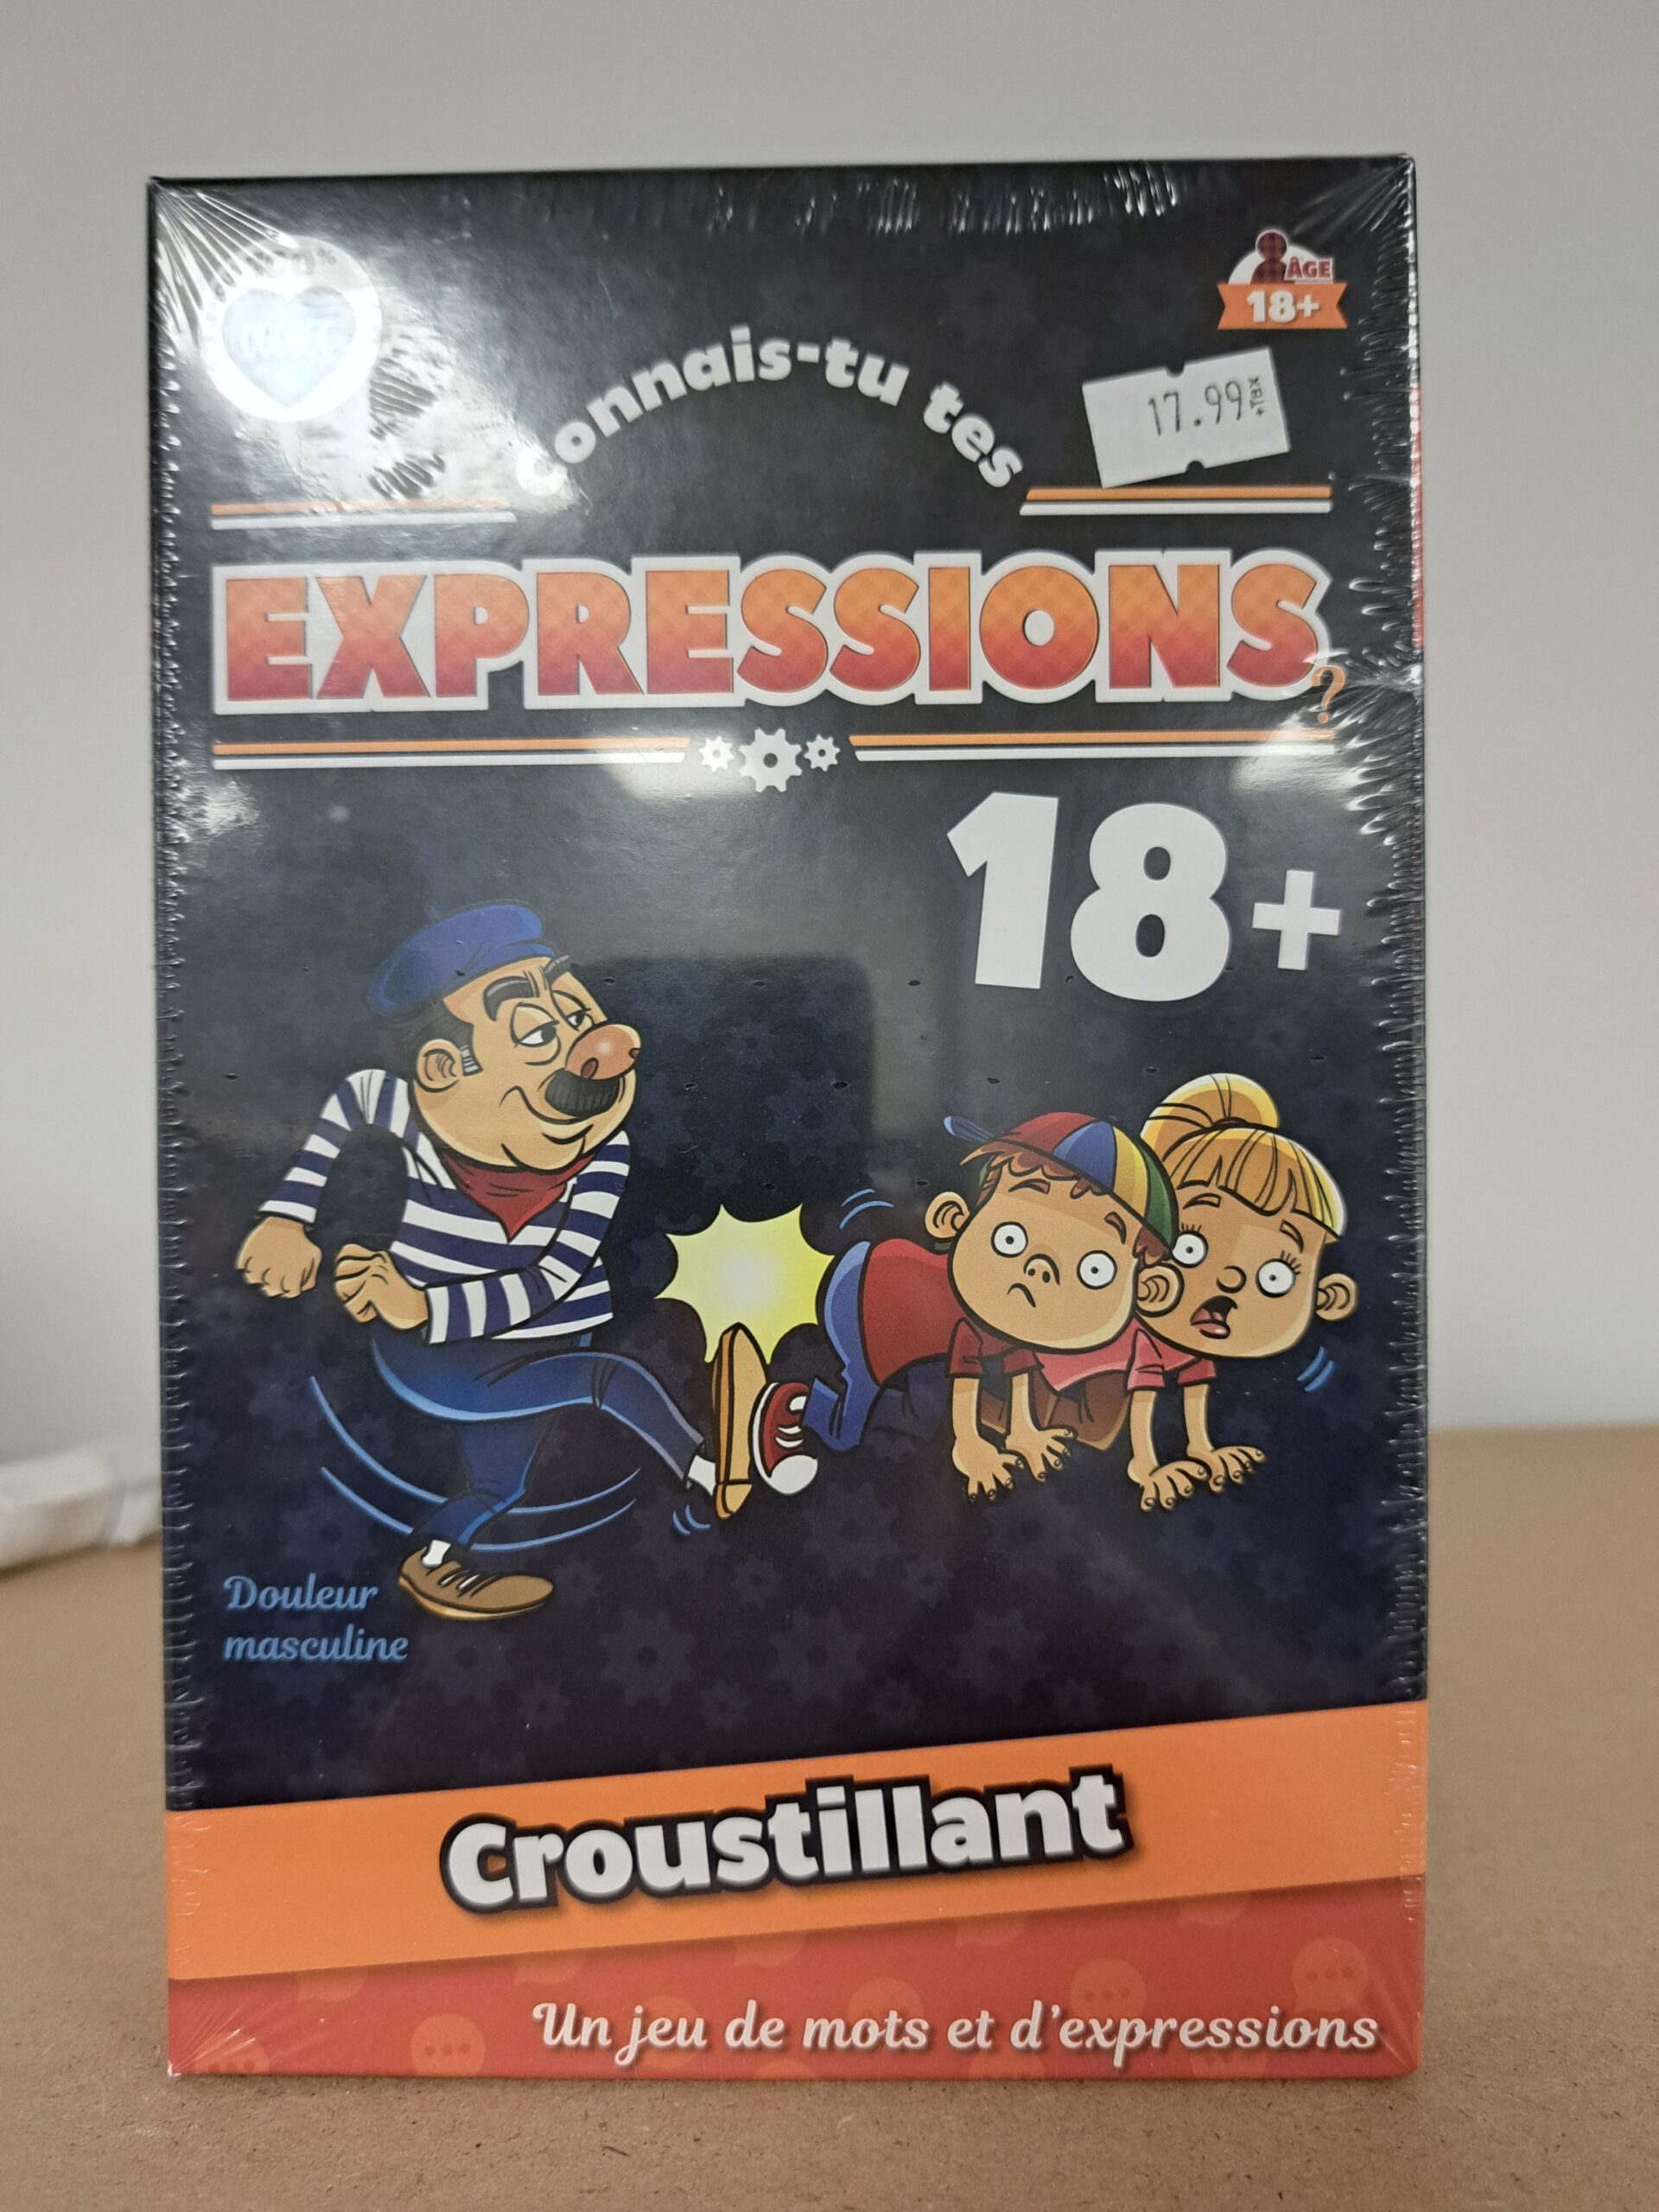 ÂGE
18+
17.99
+Tax
Connais-tu tes
EXPRESSIONS?
18+
Douleur
masculine
Croustillant
Un jeu de mots et d'expressions